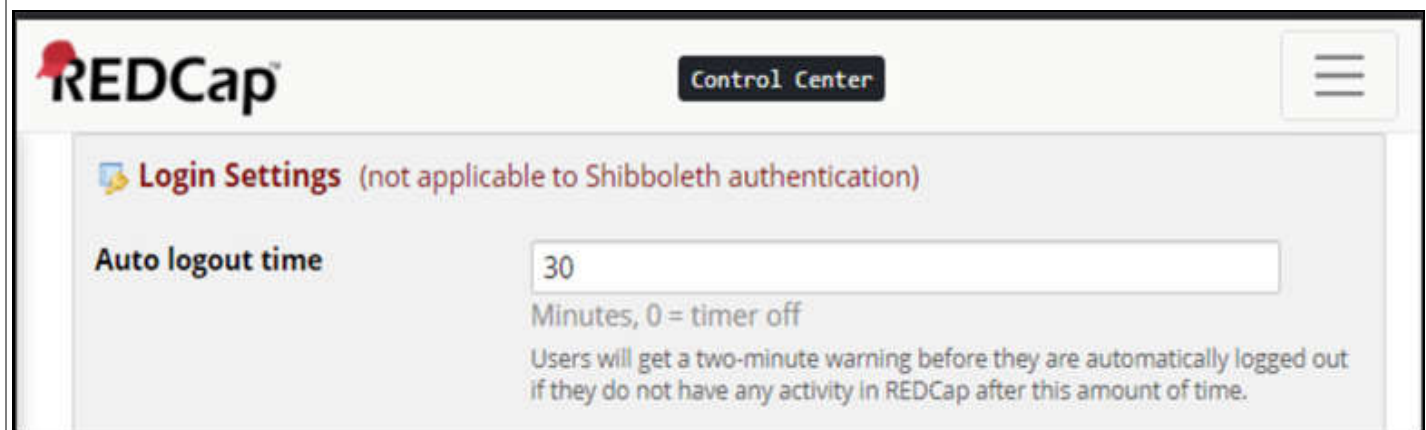 REDCap™
Control Center
Login Settings (not applicable to Shibboleth authentication)
Auto logout time
30
Minutes, 0 = timer off
Users will get a two-minute warning before they are automatically logged out
if they do not have any activity in REDCap after this amount of time.